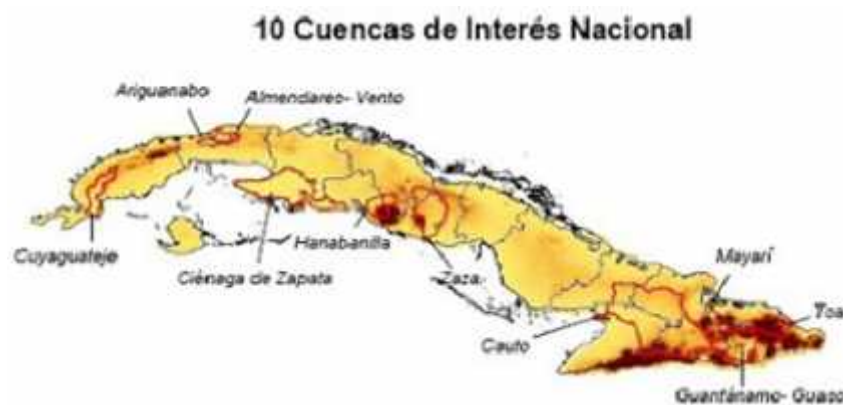 10 Cuencas de Interés Nacional
Ariguanabo
Almendares- Vento
Cuyaguateje
Ciénaga de Zapata
Hanabanilla
Zaza
Mayarí
Toa
Cauto
Guantánamo- Guaso